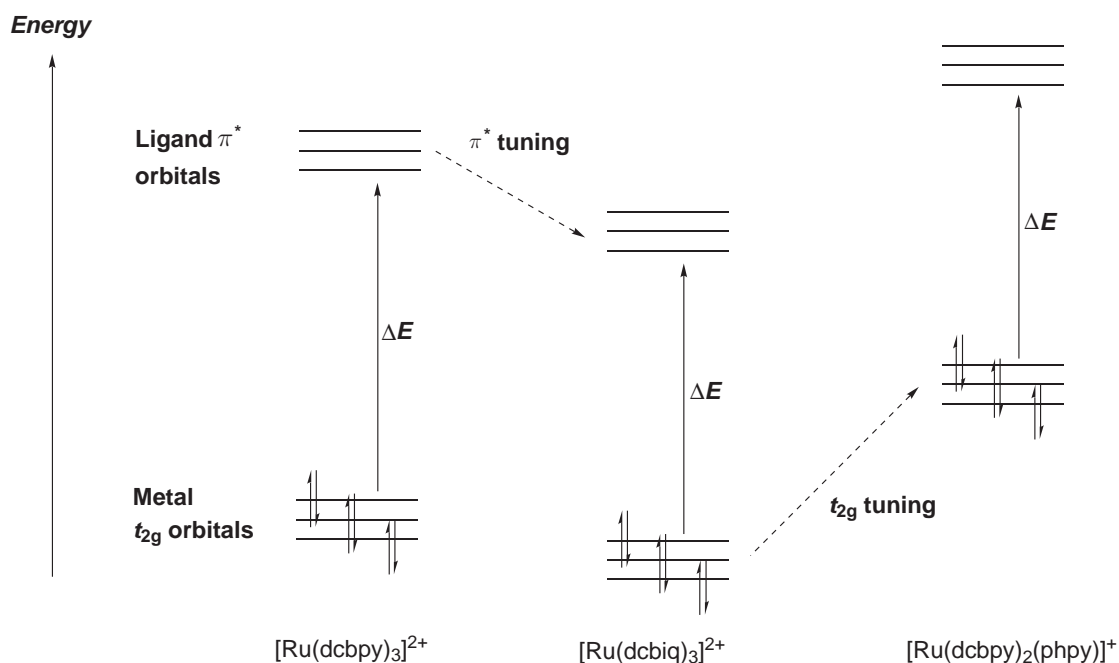 Energy
Ligand π*
orbitals
π* tuning
ΔE
ΔE
ΔE
Metal
t2g orbitals
t2g tuning
[Ru(dcbpy)3]2+
[Ru(dcbiq)3]2+
[Ru(dcbpy)2(phpy)]+